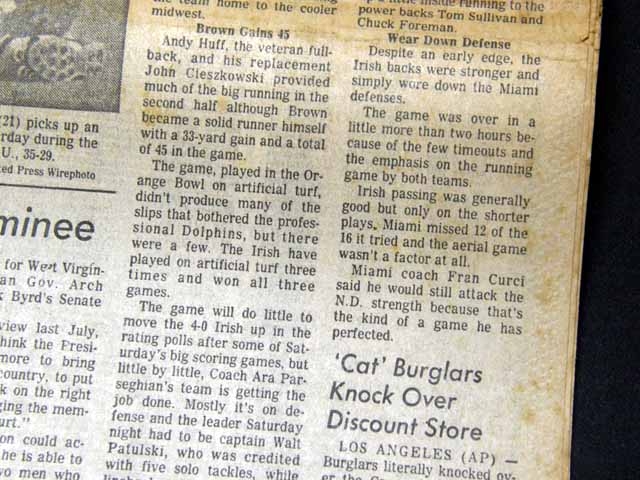 (21) picks up an
rday during the
U., 35-29.
ted Press Wirephoto
minee
for West Virgin-
an Gov. Arch
k Byrd's Senate
view last July,
think the Presi-
more to bring
country, to put
k on the right
ging the mem-
urt."
on could ac-
he is able to
wo men who
the team home to the cooler
midwest.
Brown Gains 45
Andy Huff, the veteran full-
back, and his replacement
John Cieszkowski provided
much of the big running in the
second half although Brown
became a solid runner himself
with a 33-yard gain and a total
of 45 in the game.
The game, played in the Or-
ange Bowl on artificial turf,
didn't produce many of the
slips that bothered the profes-
sional Dolphins, but there
were a few. The Irish have
played on artificial turf three
times and won all three
games.
The game will do little to
move the 4-0 Irish up in the
rating polls after some of Sat-
urday's big scoring games, but
little by little, Coach Ara Par-
seghian's team is getting the
job done. Mostly it's on de-
fense and the leader Saturday
night had to be captain Walt
Patulski, who was credited
with five solo tackles, while
inside running to the
power backs Tom Sullivan and
Chuck Foreman.
Wear Down Defense
Despite an early edge, the
Irish backs were stronger and
simply wore down the Miami
defenses.
The game was over in a
little more than two hours be-
cause of the few timeouts and
the emphasis on the running
game by both teams.
Irish passing was generally
good but only on the shorter
plays. Miami missed 12 of the
16 it tried and the aerial game
wasn't a factor at all.
Miami coach Fran Curci
said he would still attack the
N.D. strength because that's
the kind of a game he has
perfected.
'Cat' Burglars
Knock Over
Discount Store
LOS ANGELES (AP) —
Burglars literally knocked ov-